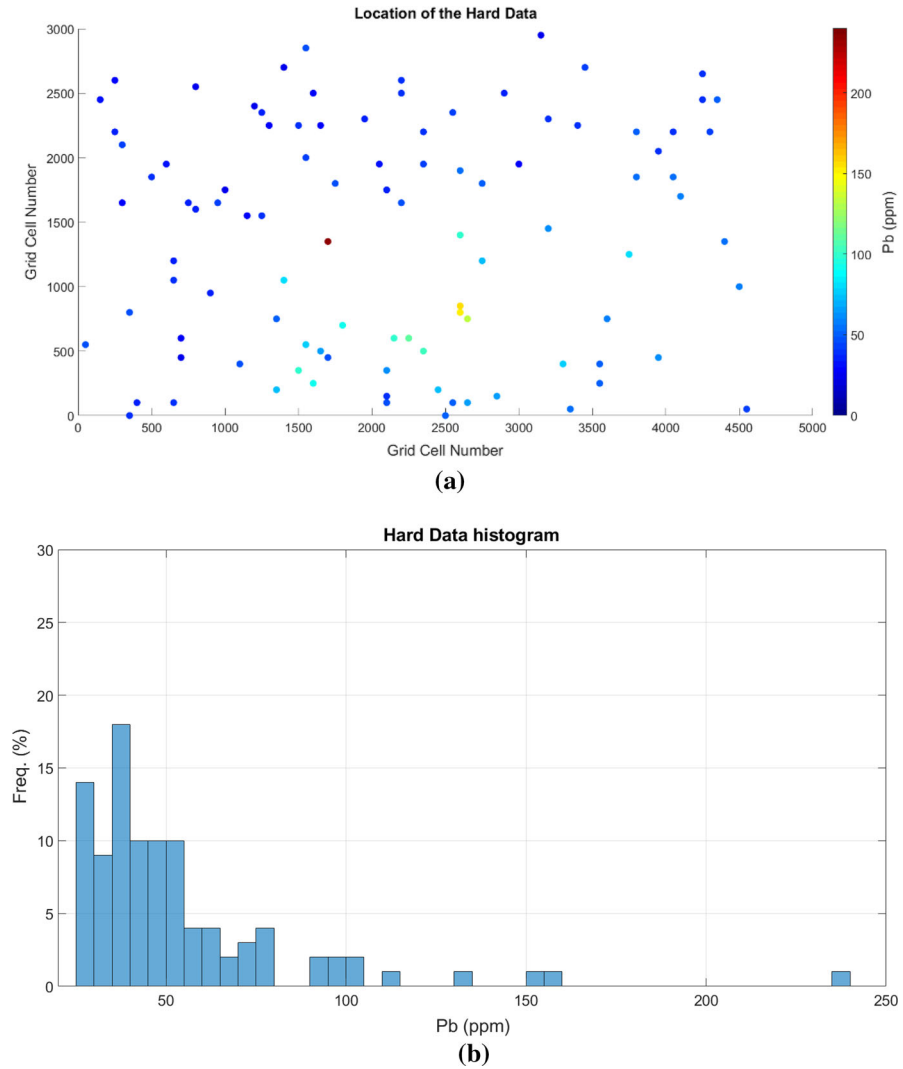 Location of the Hard Data
3000
2500
2000
1500
1000
500
0
Grid Cell Number
0 500 1000 1500 2000 2500 3000 3500 4000 4500 5000
Grid Cell Number
200
150
100
50
0
Pb (ppm)
(a)
Hard Data histogram
30
25
20
15
10
5
0
Freq. (%)
50 100 150 200 250
Pb (ppm)
(b)